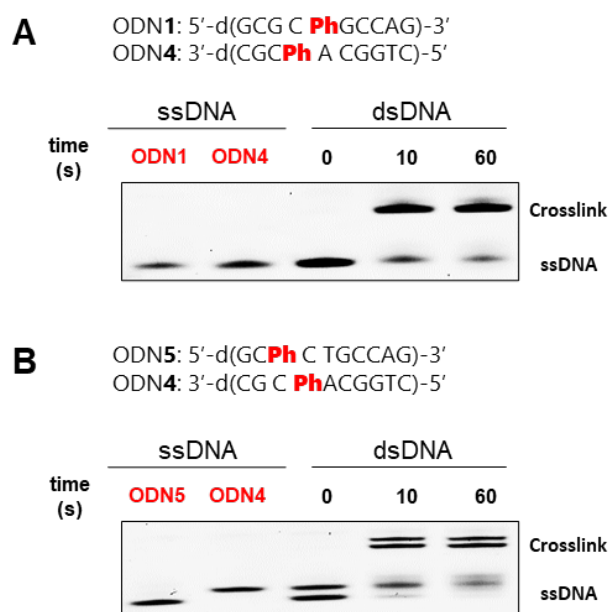 A
ODN1: 5′-d(GCG C PhGCCAG)-3′
ODN4: 3′-d(CGCPh A CGGTC)-5′
ssDNA dsDNA
time (s) ODN1 ODN4 0 10 60
Crosslink
ssDNA
B
ODN5: 5′-d(GCPh C TGCCAG)-3′
ODN4: 3′-d(CG C PhACGGTC)-5′
ssDNA dsDNA
time (s) ODN5 ODN4 0 10 60
Crosslink
ssDNA